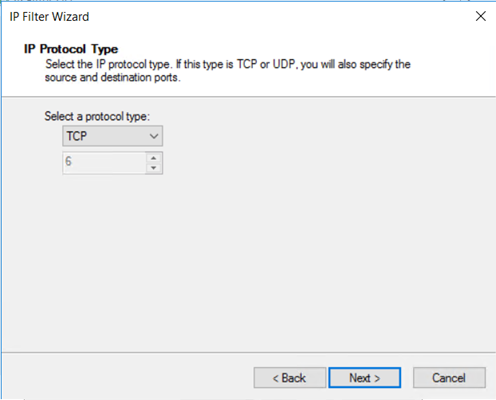 IP Filter Wizard
IP Protocol Type
Select the IP protocol type. If this type is TCP or UDP, you will also specify the
source and destination ports.
Select a protocol type:
TCP
6
< Back
Next >
Cancel